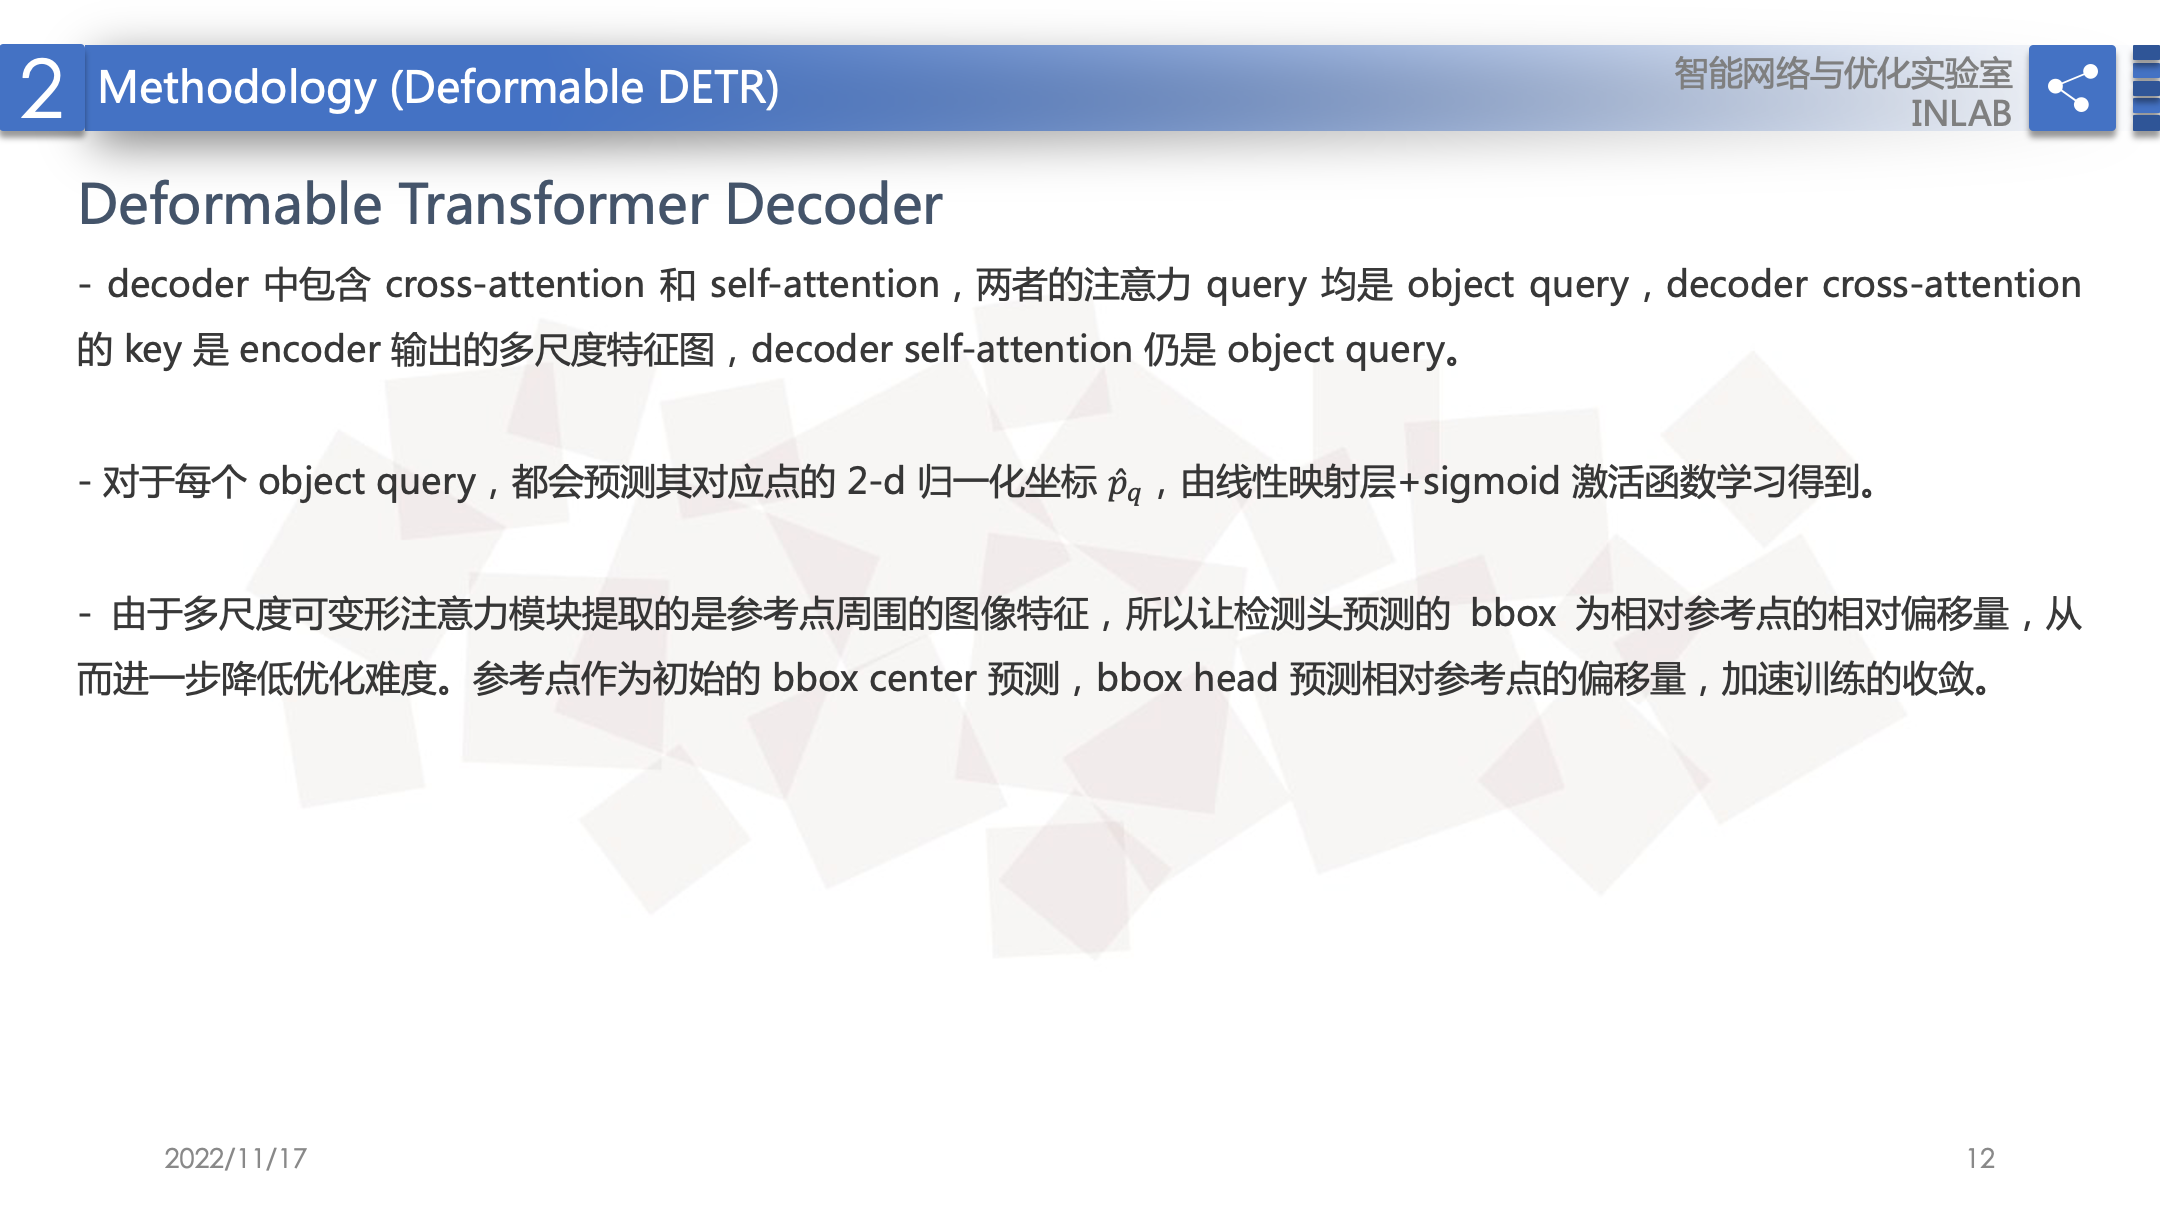 2
Methodology (Deformable DETR)
智能网络与优化实验室
INLAB
Deformable Transformer Decoder
- decoder 中包含 cross-attention 和 self-attention，两者的注意力 query 均是 object query，decoder cross-attention
的 key 是 encoder 输出的多尺度特征图，decoder self-attention 仍是 object query。
- 对于每个 object query，都会预测其对应点的 2-d 归一化坐标 p̂_q，由线性映射层+sigmoid 激活函数学习得到。
- 由于多尺度可变形注意力模块提取的是参考点周围的图像特征，所以让检测头预测的 bbox 为相对参考点的相对偏移量，从
而进一步降低优化难度。参考点作为初始的 bbox center 预测，bbox head 预测相对参考点的偏移量，加速训练的收敛。
2022/11/17
12